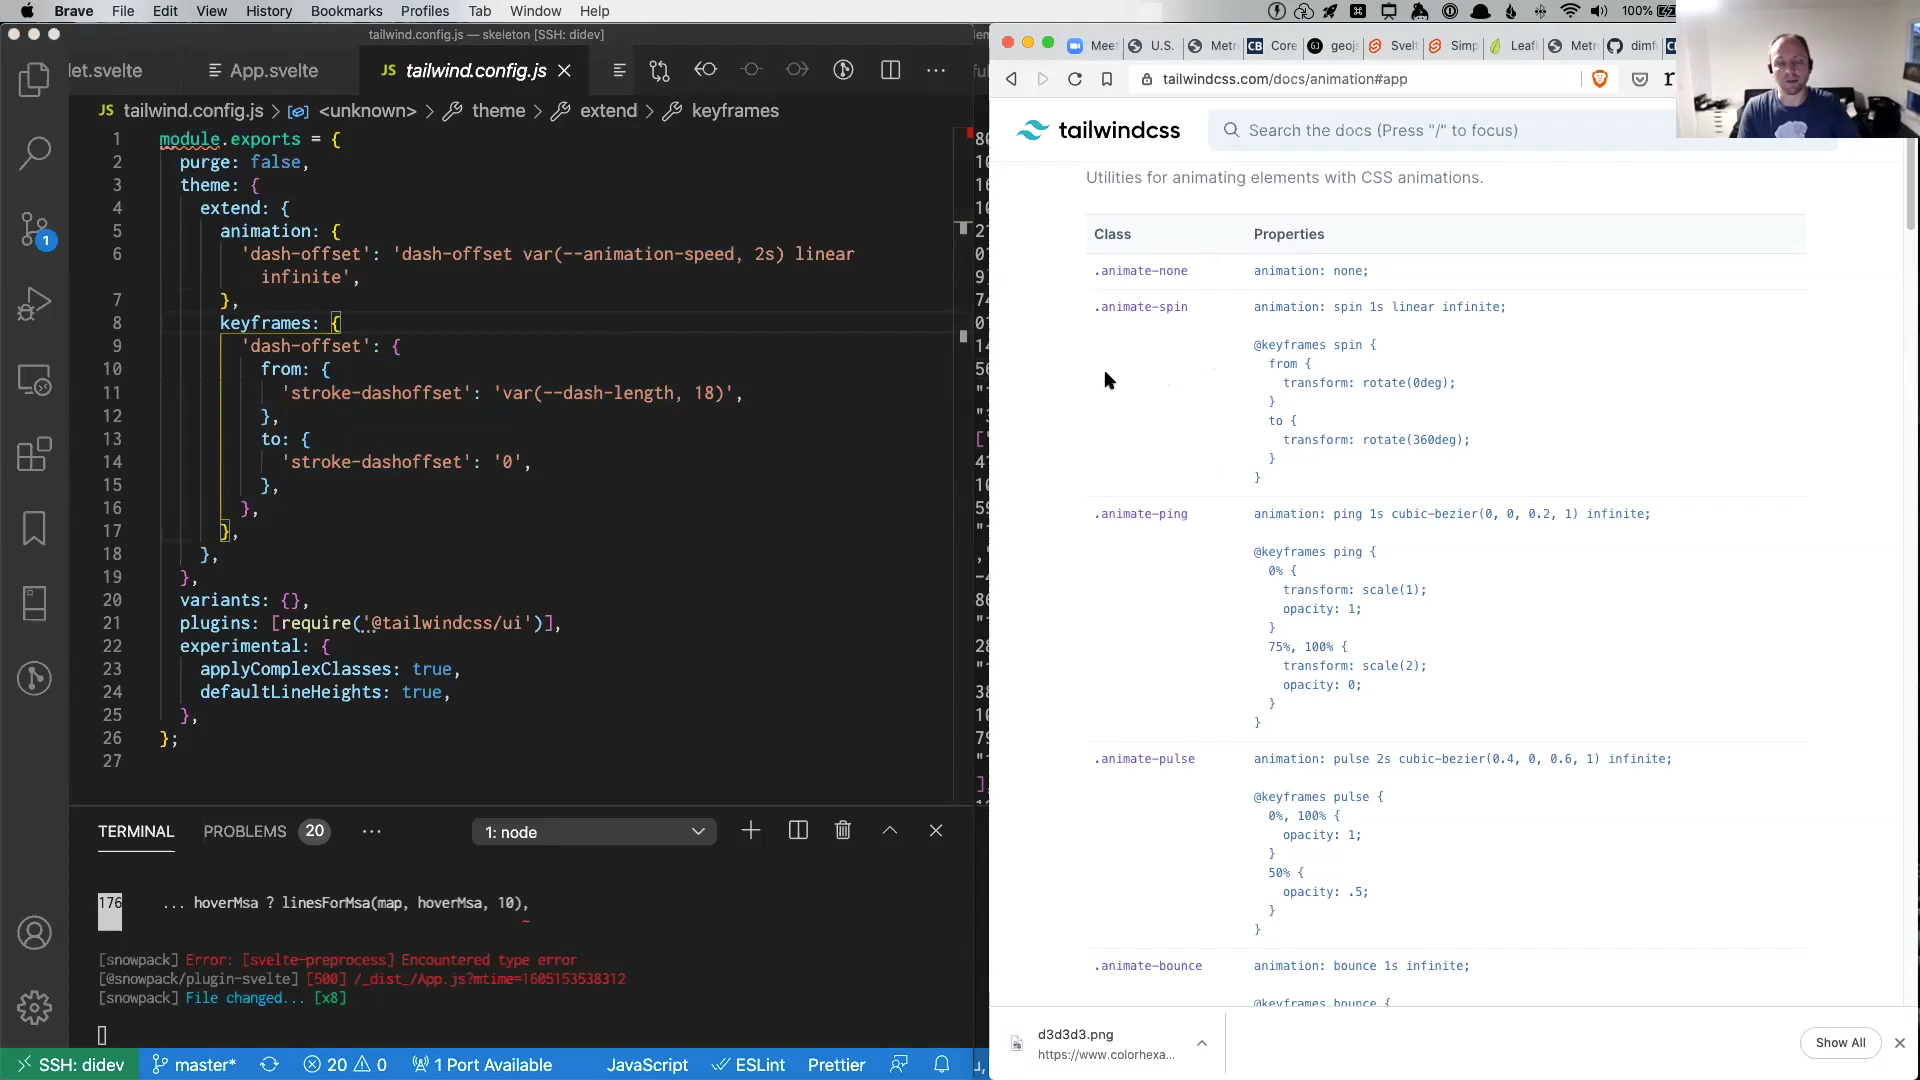 Brave File Edit View History Bookmarks Profiles Tab Window Help 100%
tailwind.config.js — skeleton [SSH: didev]
let.svelte App.svelte JS tailwind.config.js
JS tailwind.config.js > <unknown> > theme > extend > keyframes
1 module.exports = {
2 purge: false,
3 theme: {
4 extend: {
5 animation: {
6 'dash-offset': 'dash-offset var(--animation-speed, 2s) linear
infinite',
7 },
8 keyframes: {
9 'dash-offset': {
10 from: {
11 'stroke-dashoffset': 'var(--dash-length, 18)',
12 },
13 to: {
14 'stroke-dashoffset': '0',
15 },
16 },
17 },
18 },
19 },
20 variants: {},
21 plugins: [require('@tailwindcss/ui')],
22 experimental: {
23 applyComplexClasses: true,
24 defaultLineHeights: true,
25 },
26 };
27
TERMINAL PROBLEMS 20 ... 1: node
176 ... hoverMsa ? linesForMsa(map, hoverMsa, 10),
~
[snowpack] Error: [svelte-preprocess] Encountered type error
[@snowpack/plugin-svelte] [500] /_dist_/App.js?mtime=1605153538312
[snowpack] File changed... [x8]
SSH: didev master* 20 0 1 Port Available JavaScript ESLint Prettier
Meet U.S. Metr CB Core geoj Svelt Simp Leafl Metr dimf
tailwindcss.com/docs/animation#app
tailwindcss Search the docs (Press "/" to focus)
Utilities for animating elements with CSS animations.
Class Properties
.animate-none animation: none;
.animate-spin animation: spin 1s linear infinite;
@keyframes spin {
from {
transform: rotate(0deg);
}
to {
transform: rotate(360deg);
}
}
.animate-ping animation: ping 1s cubic-bezier(0, 0, 0.2, 1) infinite;
@keyframes ping {
0% {
transform: scale(1);
opacity: 1;
}
75%, 100% {
transform: scale(2);
opacity: 0;
}
}
.animate-pulse animation: pulse 2s cubic-bezier(0.4, 0, 0.6, 1) infinite;
@keyframes pulse {
0%, 100% {
opacity: 1;
}
50% {
opacity: .5;
}
}
.animate-bounce animation: bounce 1s infinite;
@keyframes bounce {
d3d3d3.png
https://www.colorhexa...
Show All